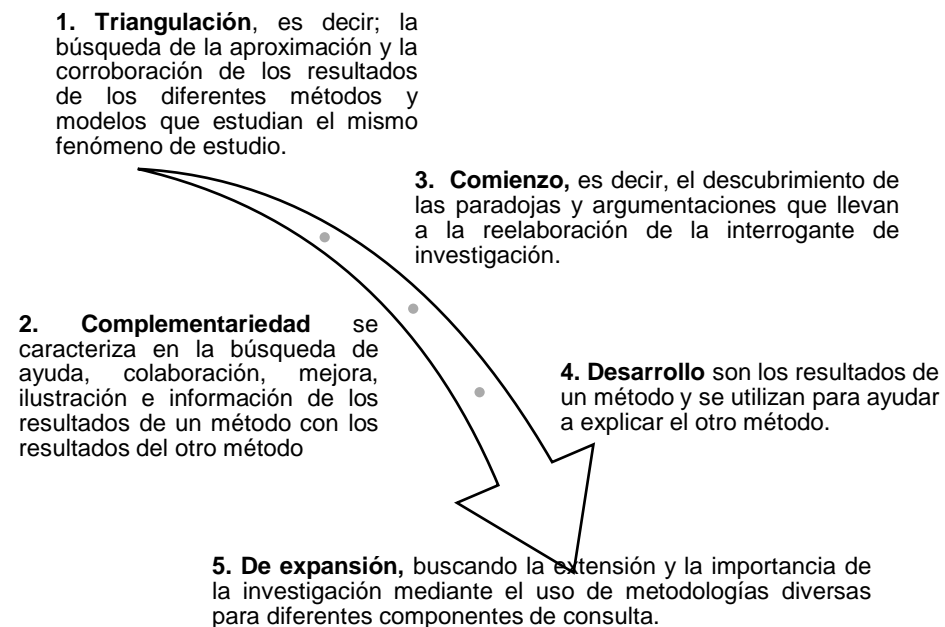 1. Triangulación, es decir; la
búsqueda de la aproximación y la
corroboración de los resultados
de los diferentes métodos y
modelos que estudian el mismo
fenómeno de estudio.
2. Complementariedad se
caracteriza en la búsqueda de
ayuda, colaboración, mejora,
ilustración e información de los
resultados de un método con los
resultados del otro método
3. Comienzo, es decir, el descubrimiento de
las paradojas y argumentaciones que llevan
a la reelaboración de la interrogante de
investigación.
4. Desarrollo son los resultados de
un método y se utilizan para ayudar
a explicar el otro método.
5. De expansión, buscando la extensión y la importancia de
la investigación mediante el uso de metodologías diversas
para diferentes componentes de consulta.